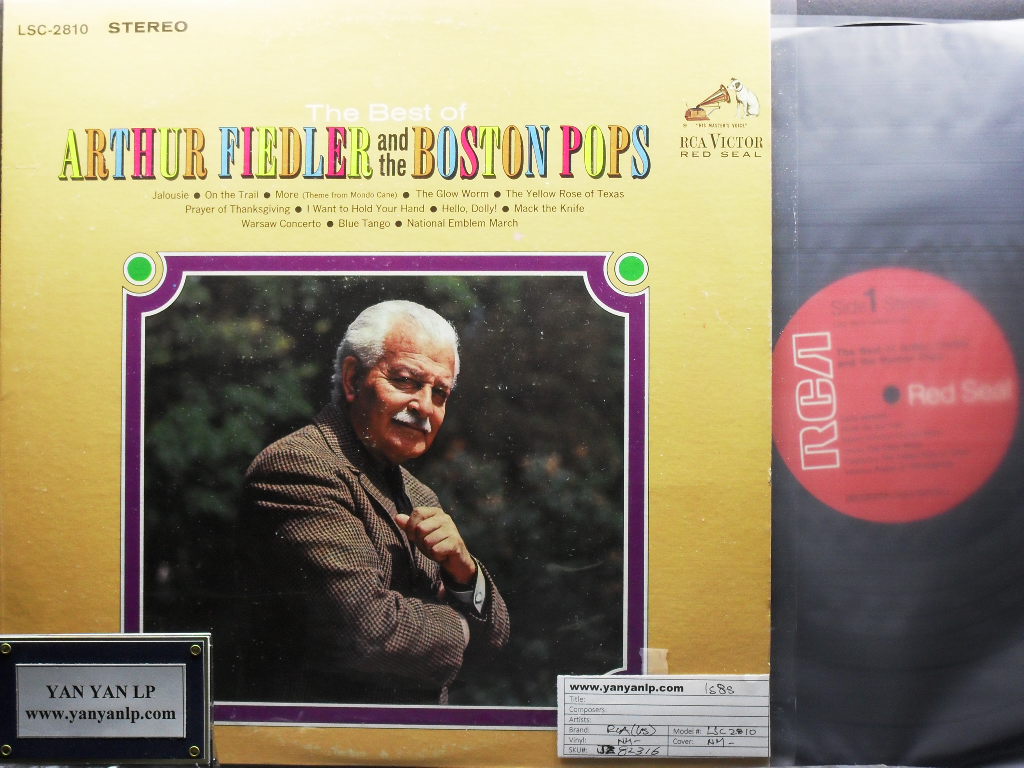 LSC-2810 STEREO
The Best of
ARTHUR FIEDLER and the BOSTON POPS
Jalousie ● On the Trail ● More (Theme from Mondo Cane) ● The Glow Worm ● The Yellow Rose of Texas
Prayer of Thanksgiving ● I Want to Hold Your Hand ● Hello, Dolly! ● Mack the Knife
Warsaw Concerto ● Blue Tango ● National Emblem March
"HIS MASTER'S VOICE"
RCA VICTOR
RED SEAL
Side 1 Stereo
RCA
Red Seal
YAN YAN LP
www.yanyanlp.com
www.yanyanlp.com
Title:
Composers:
Artists:
Brand: RCA (US) Model #: LSC 2810
Vinyl: NM- Cover: NM-
SKU#: 82316